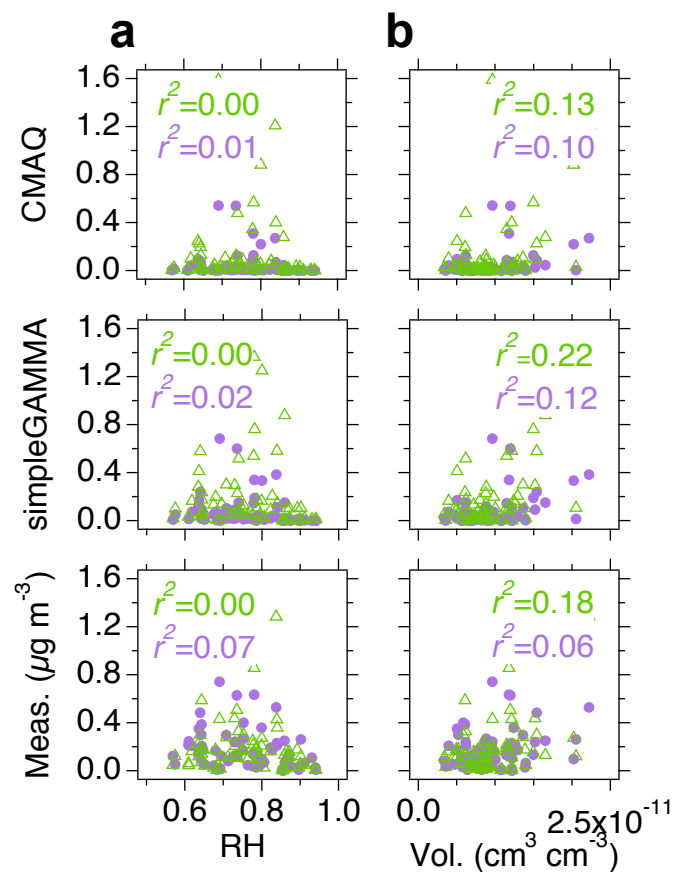 a b
CMAQ
1.6
1.2
0.8
0.4
0.0
r²=0.00
r²=0.01
r²=0.13
r²=0.10
simpleGAMMA
1.6
1.2
0.8
0.4
0.0
r²=0.00
r²=0.02
r²=0.22
r²=0.12
Meas. (µg m⁻³)
1.6
1.2
0.8
0.4
0.0
r²=0.00
r²=0.07
r²=0.18
r²=0.06
0.6 0.8 1.0
RH
0.0 2.5x10⁻¹¹
Vol. (cm³ cm⁻³)